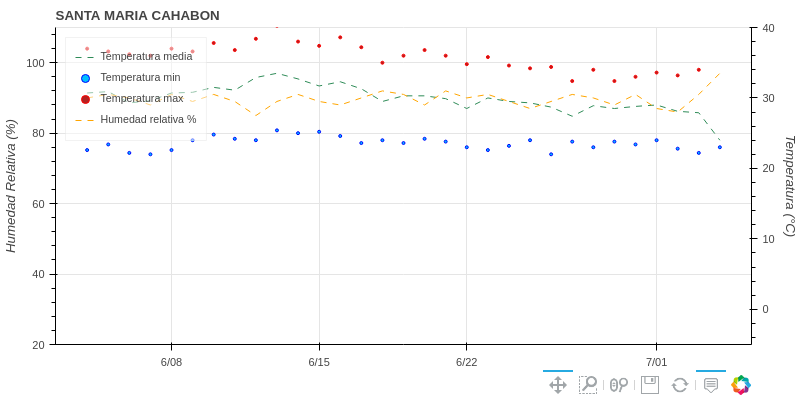 SANTA MARIA CAHABON
Humedad Relativa (%)
100
80
60
40
20
Temperatura media
Temperatura min
Temperatura max
Humedad relativa %
40
30
20
10
0
Temperatura (°C)
6/08
6/15
6/22
7/01